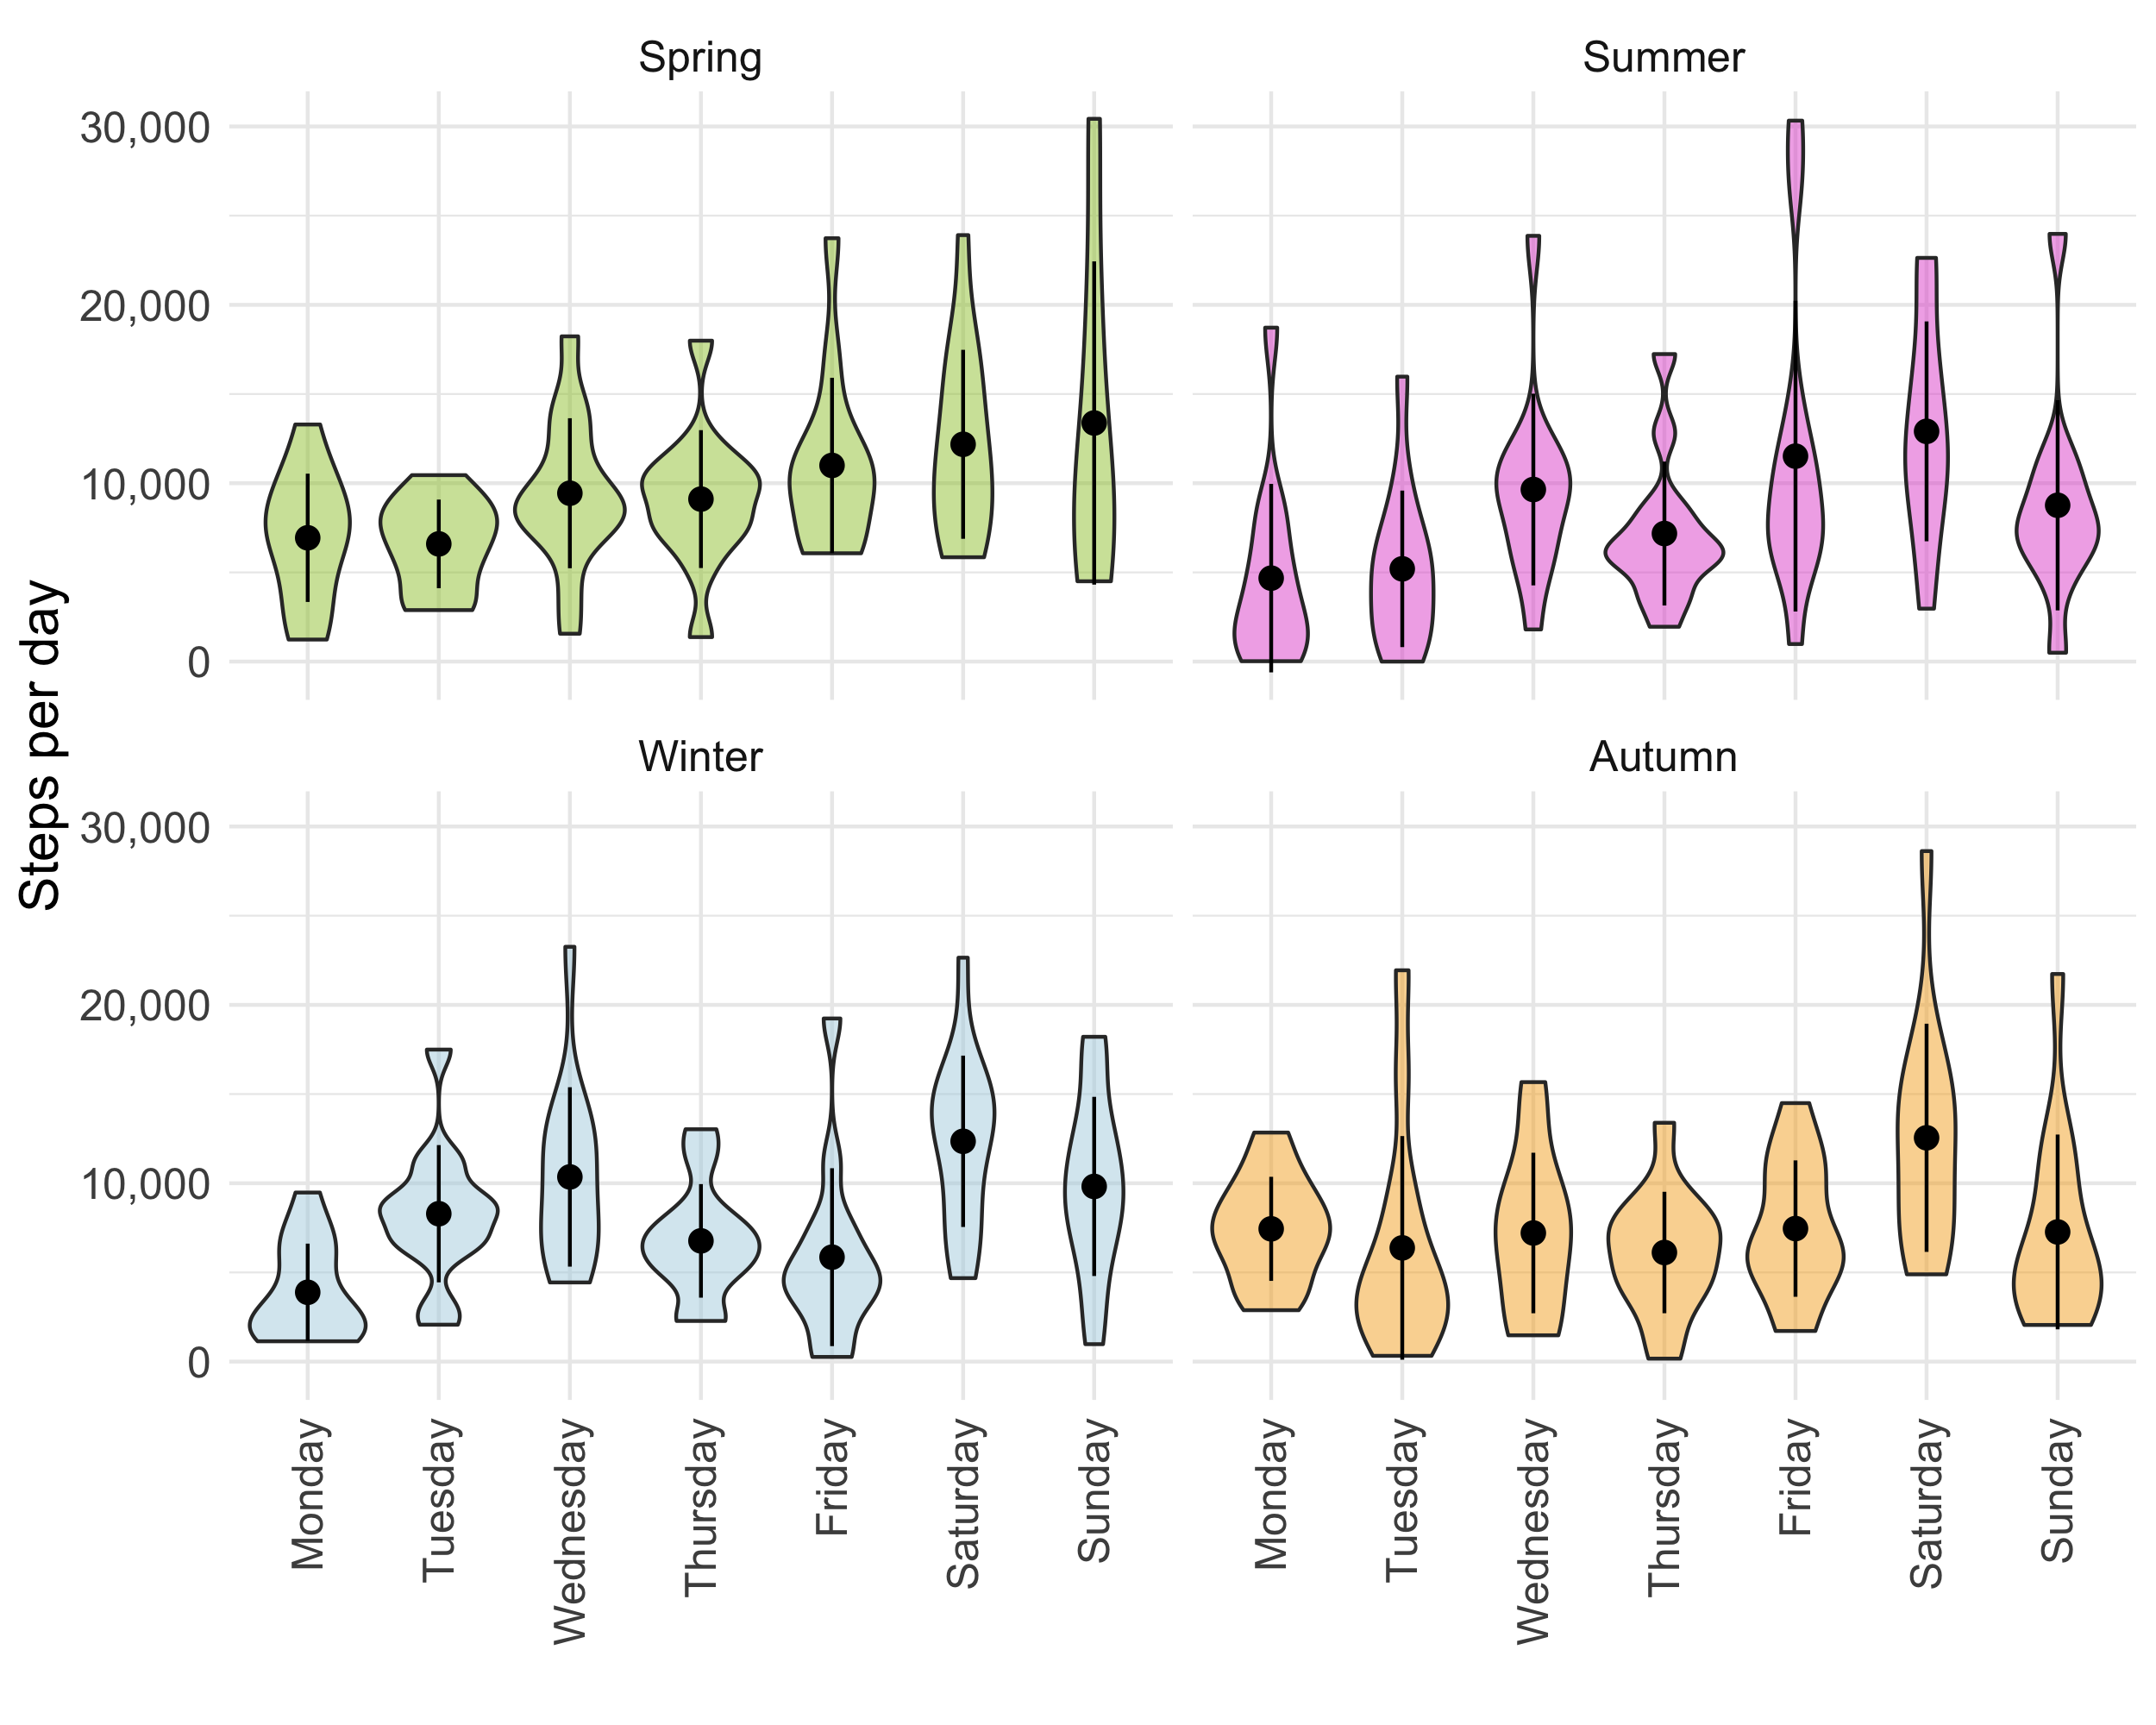 Spring
Summer
30,000
20,000
10,000
0
Steps per day
Winter
Autumn
30,000
20,000
10,000
0
Monday
Tuesday
Wednesday
Thursday
Friday
Saturday
Sunday
Monday
Tuesday
Wednesday
Thursday
Friday
Saturday
Sunday